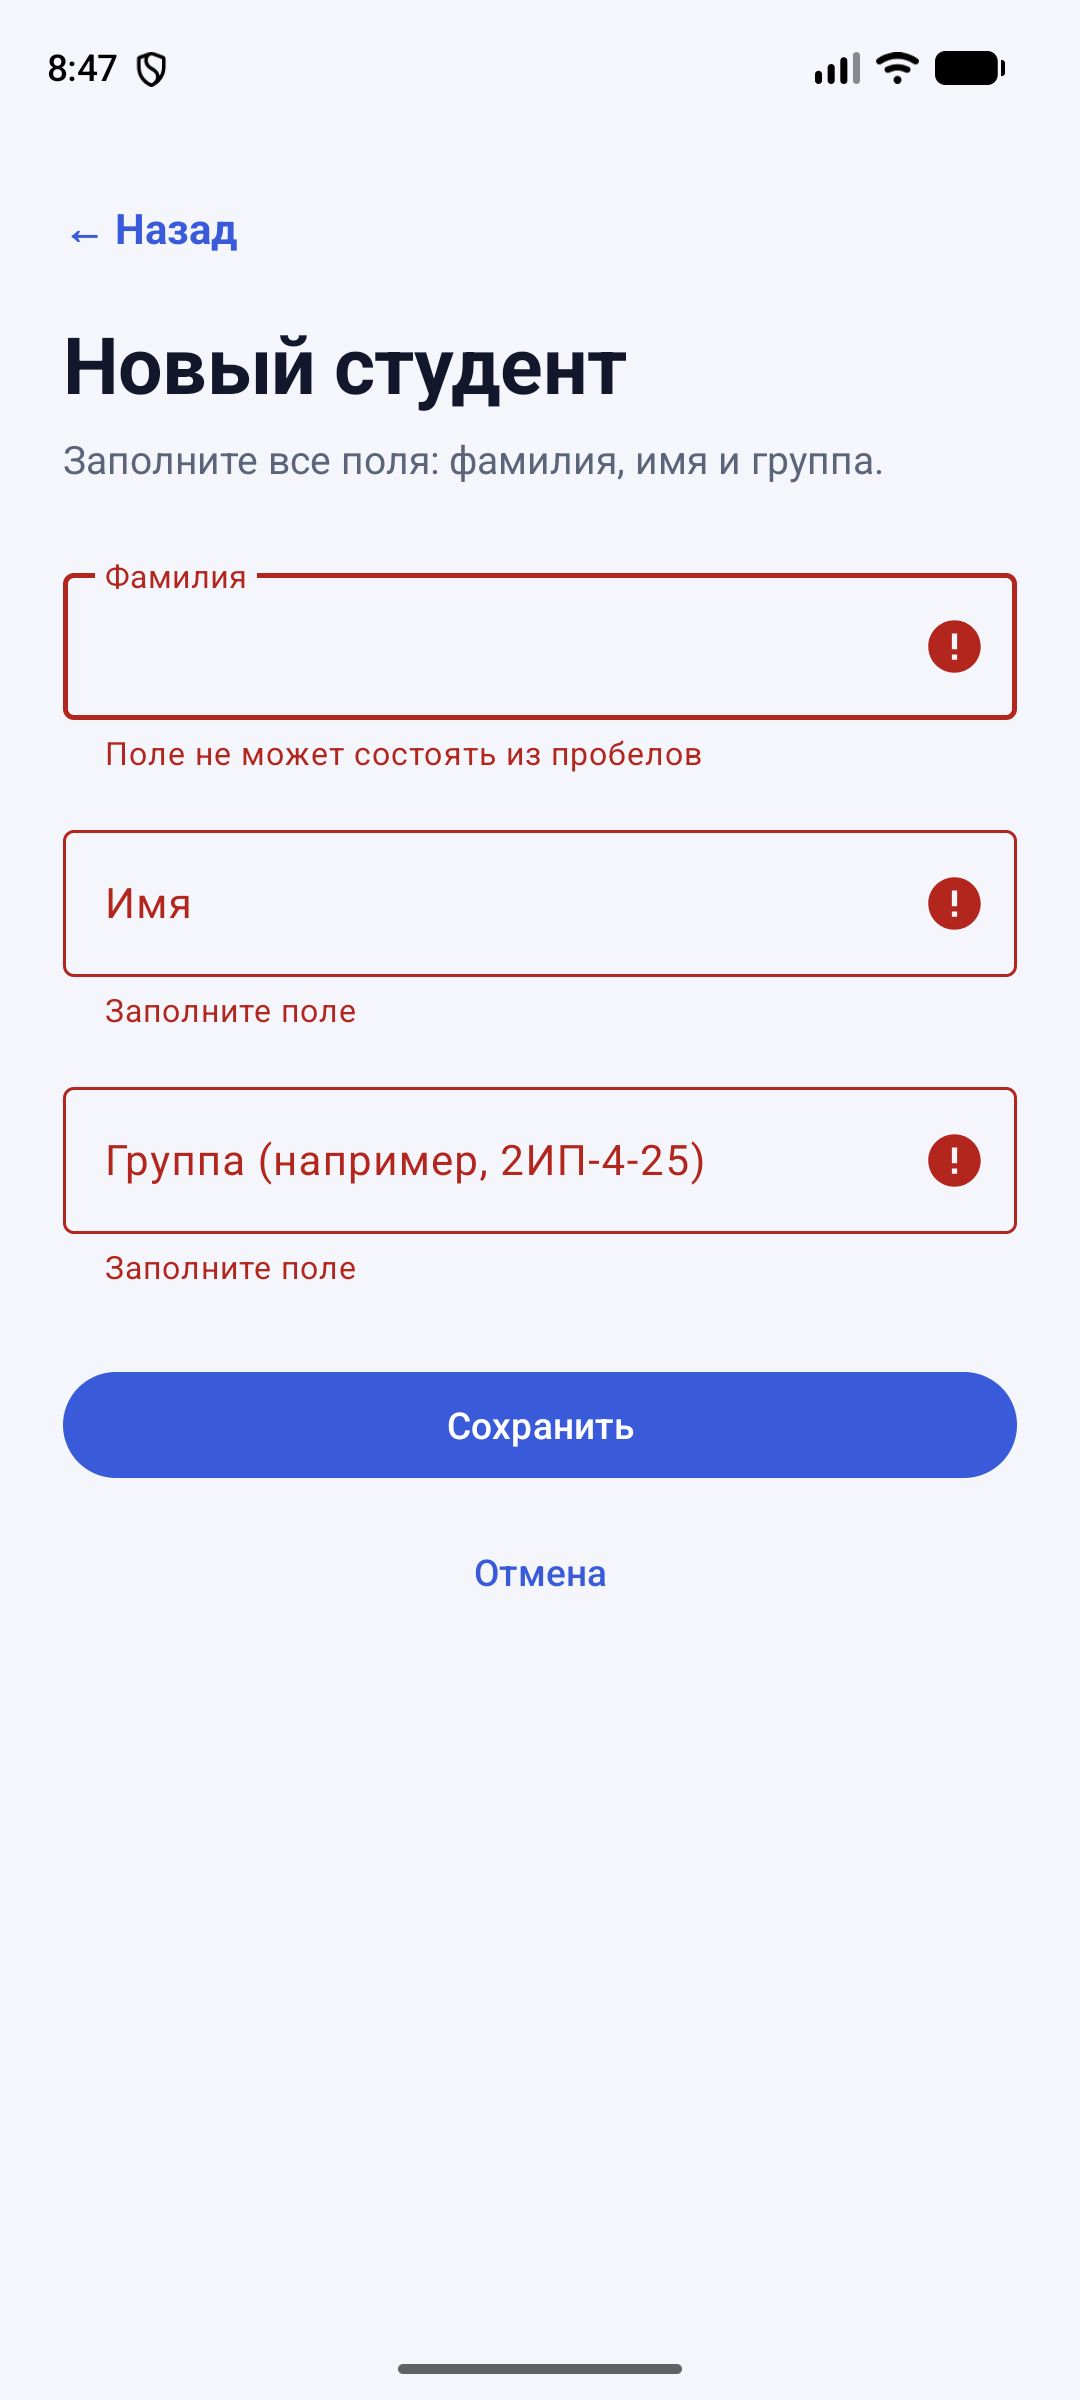 8:47
← Назад
Новый студент
Заполните все поля: фамилия, имя и группа.
Фамилия
Поле не может состоять из пробелов
Имя
Заполните поле
Группа (например, 2ИП-4-25)
Заполните поле
Сохранить
Отмена